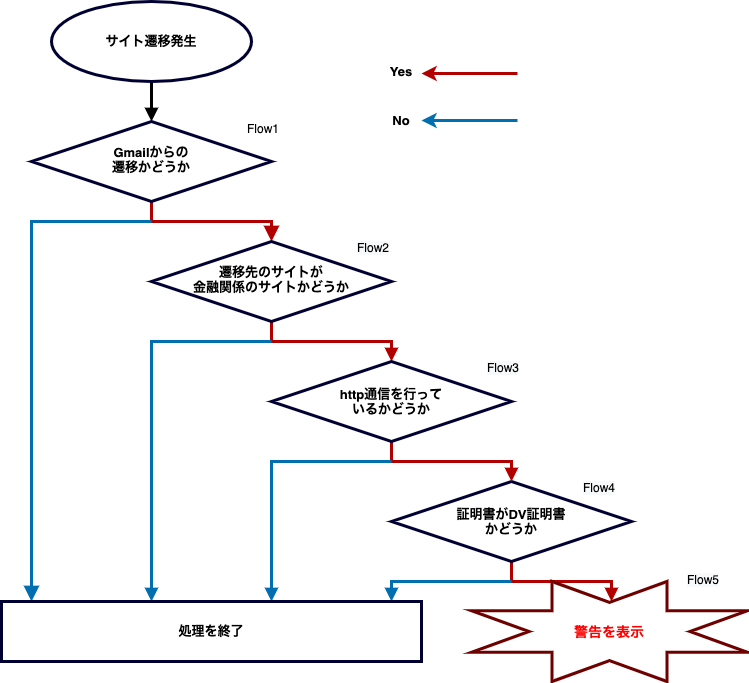 サイト遷移発生
Yes
No
Flow1
Gmailからの
遷移かどうか
Flow2
遷移先のサイトが
金融関係のサイトかどうか
Flow3
http通信を行って
いるかどうか
Flow4
証明書がDV証明書
かどうか
Flow5
処理を終了
警告を表示